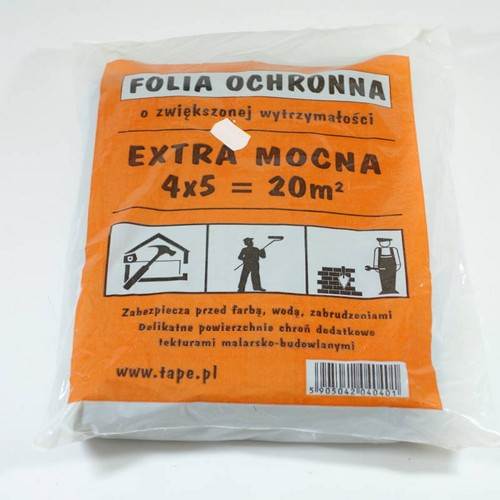 FOLIA OCHRONNA
o zwiększonej wytrzymałości
EXTRA MOCNA
4x5 = 20m²
Zabezpiecza przed farbą, wodą, zabrudzeniami
Delikatne powierzchnie chroń dodatkowo
tekturami malarsko-budowlanymi
www.tape.pl
5 905042 040401